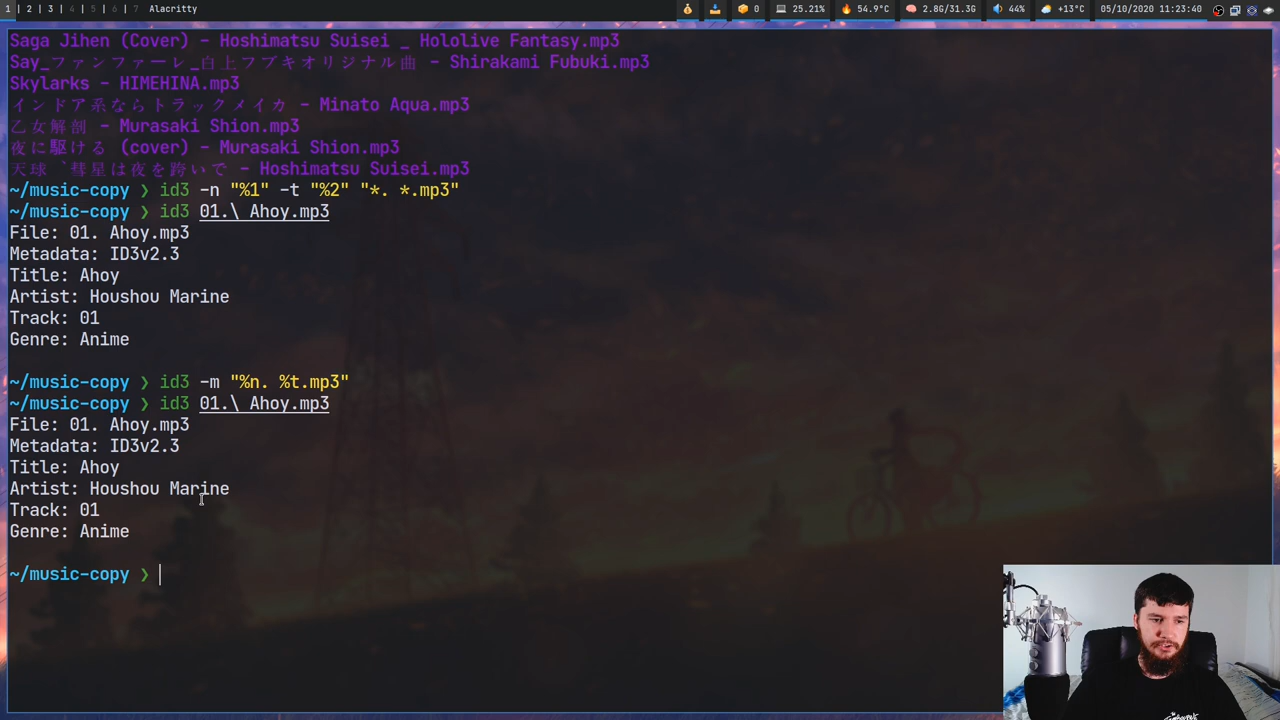 1 | 2 | 3 | 4 | 5 | 6 | 7 Alacritty
0 25.21% 54.9°C 2.8G/31.3G 44% +13°C 05/10/2020 11:23:40
Saga Jihen (Cover) - Hoshimatsu Suisei _ Hololive Fantasy.mp3
Say_ファンファーレ_白上フブキオリジナル曲 - Shirakami Fubuki.mp3
Skylarks - HIMEHINA.mp3
インドア系ならトラックメイカ - Minato Aqua.mp3
乙女解剖 - Murasaki Shion.mp3
夜に駆ける (cover) - Murasaki Shion.mp3
天球 `彗星は夜を跨いで - Hoshimatsu Suisei.mp3
~/music-copy ❯ id3 -n "%1" -t "%2" "*. *.mp3"
~/music-copy ❯ id3 01.\ Ahoy.mp3
File: 01. Ahoy.mp3
Metadata: ID3v2.3
Title: Ahoy
Artist: Houshou Marine
Track: 01
Genre: Anime
~/music-copy ❯ id3 -m "%n. %t.mp3"
~/music-copy ❯ id3 01.\ Ahoy.mp3
File: 01. Ahoy.mp3
Metadata: ID3v2.3
Title: Ahoy
Artist: Houshou Marine
Track: 01
Genre: Anime
~/music-copy ❯